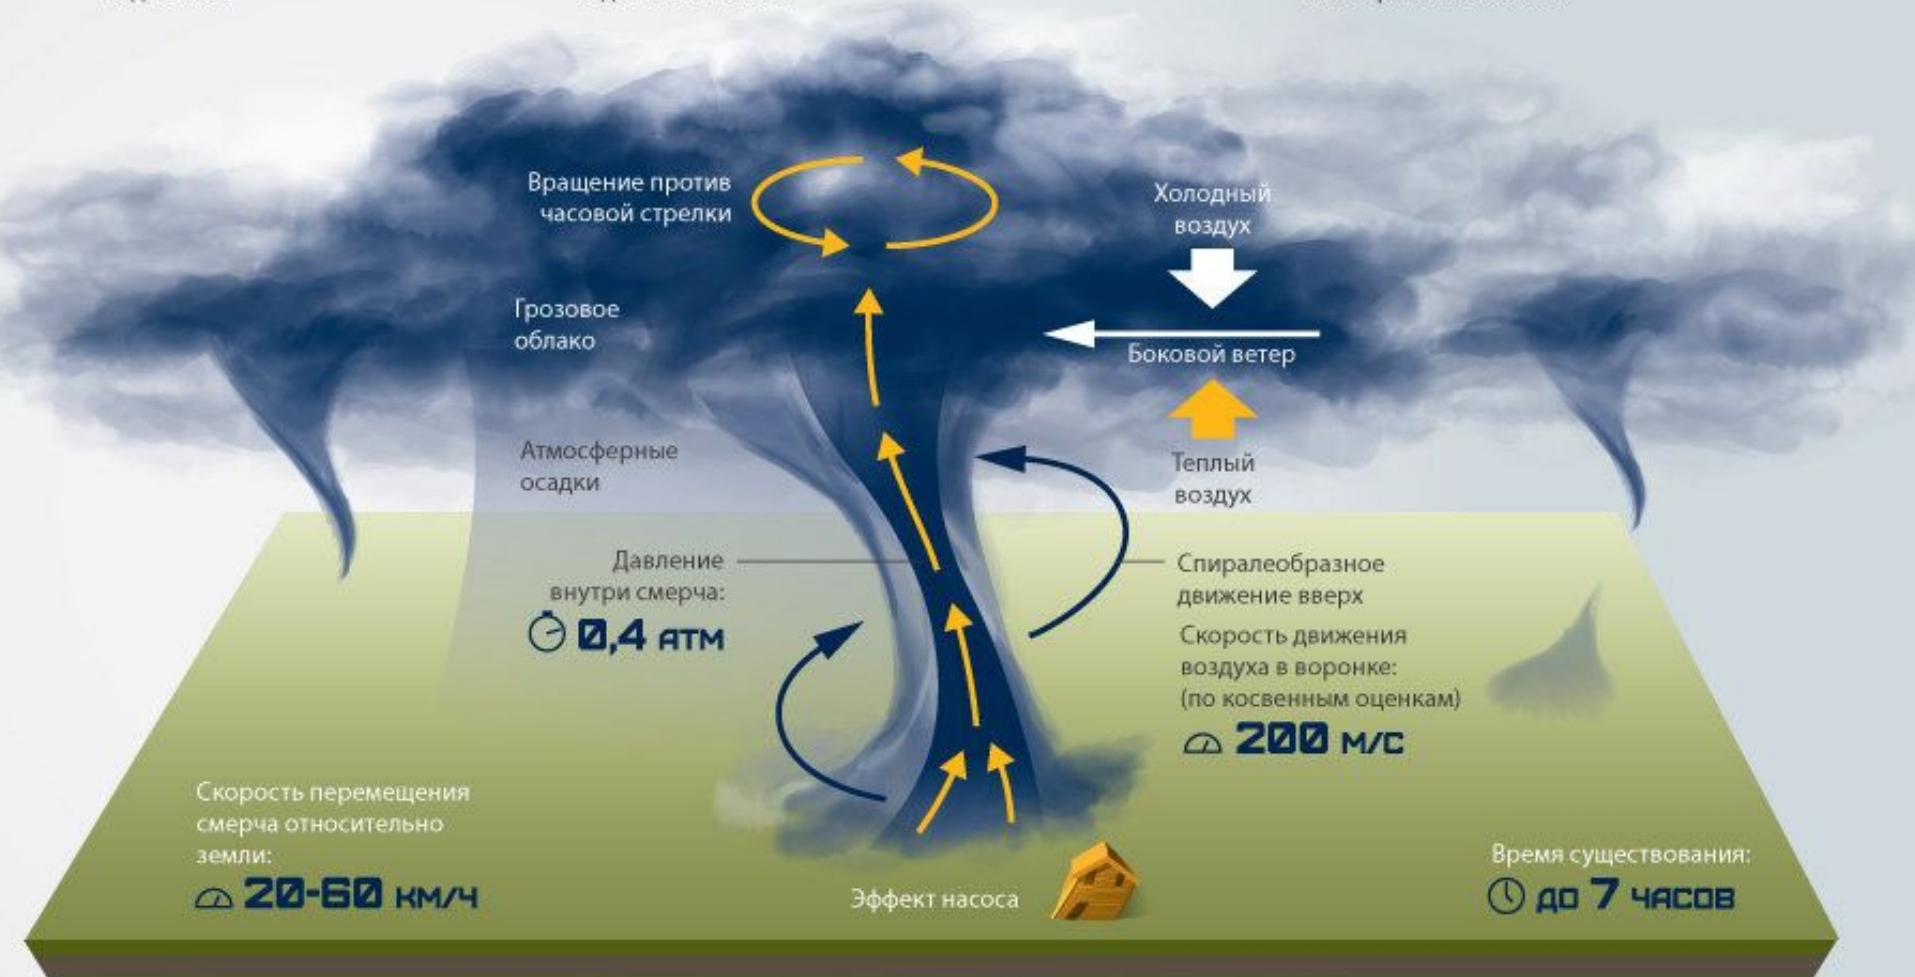 Вращение против
часовой стрелки
Холодный
воздух
Грозовое
облако
Боковой ветер
Атмосферные
осадки
Теплый
воздух
Давление
внутри смерча:
0,4 АТМ
Спиралеобразное
движение вверх
Скорость движения
воздуха в воронке:
(по косвенным оценкам)
200 М/С
Скорость перемещения
смерча относительно
земли:
20-60 КМ/Ч
Эффект насоса
Время существования:
ДО 7 ЧАСОВ